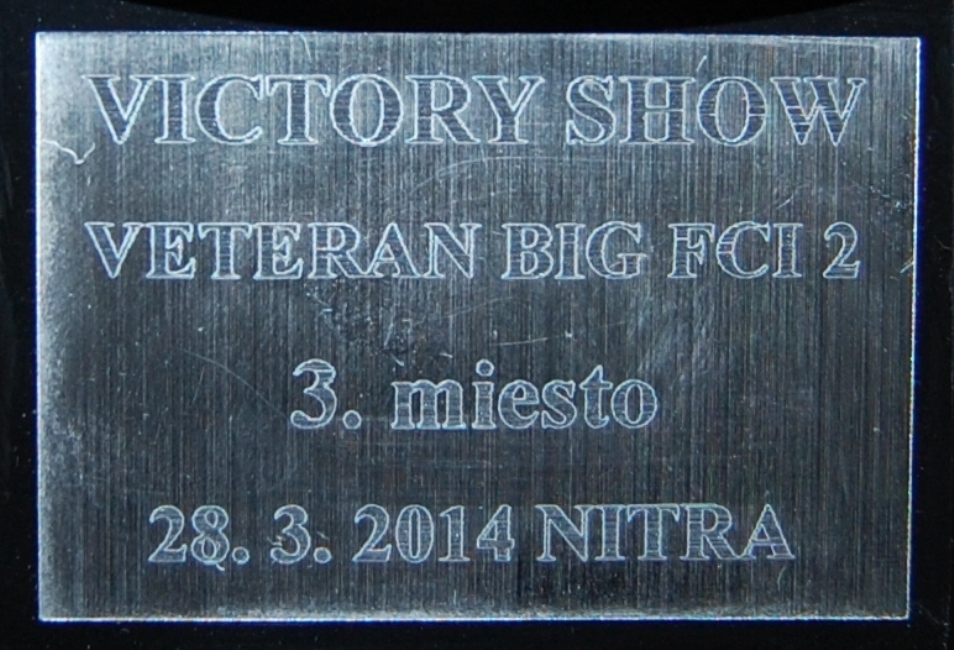 VICTORY SHOW
VETERAN BIG FCI 2
3. miesto
28. 3. 2014 NITRA